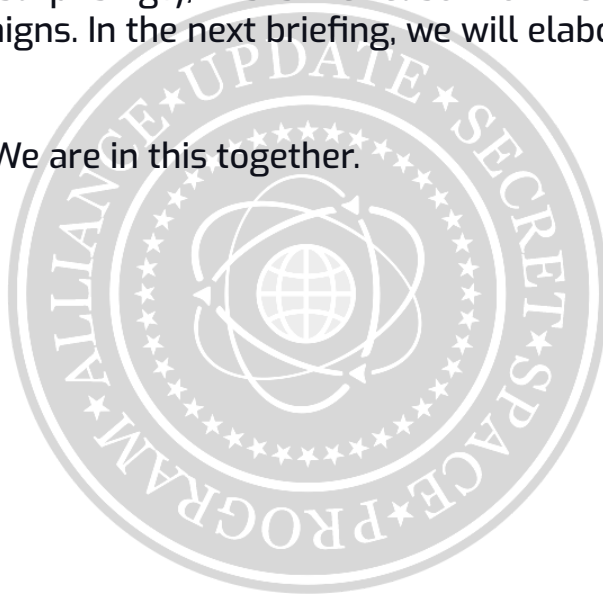 igns. In the next briefing, we will elabo
We are in this together.
SECRET★SPACE★PROGRAM★ALLIANCE★UPDATE★